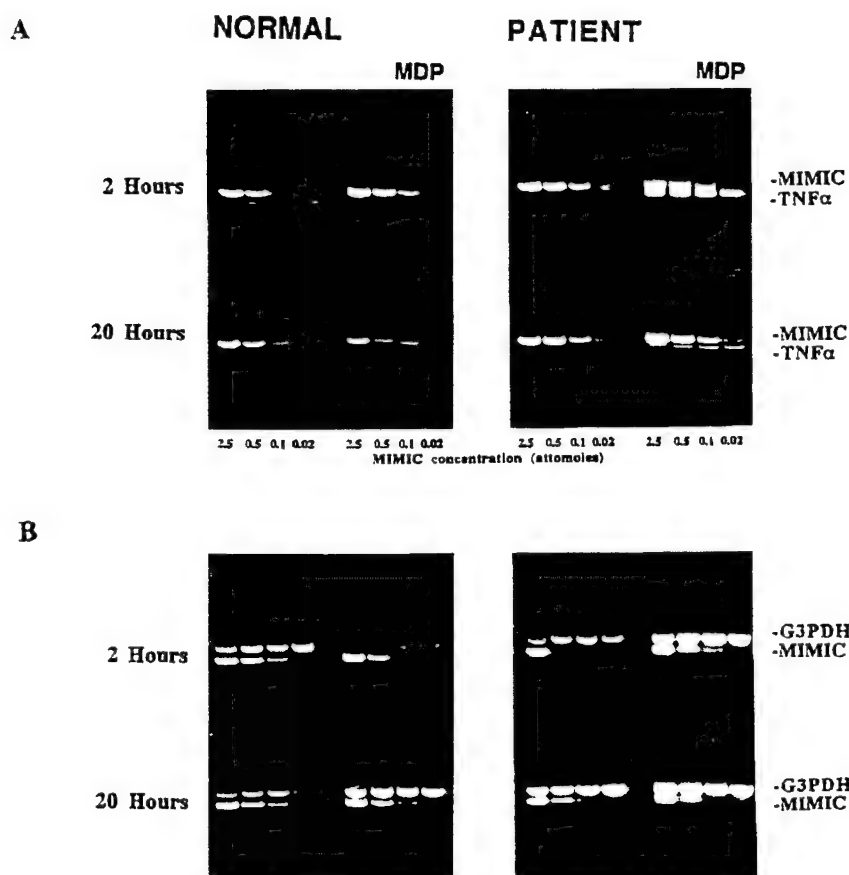 A
NORMAL PATIENT
MDP MDP
2 Hours
-MIMIC
-TNFα
20 Hours
-MIMIC
-TNFα
2.5 0.5 0.1 0.02 2.5 0.5 0.1 0.02 2.5 0.5 0.1 0.02 2.5 0.5 0.1 0.02
MIMIC concentration (attomoles)
B
2 Hours
-G3PDH
-MIMIC
20 Hours
-G3PDH
-MIMIC